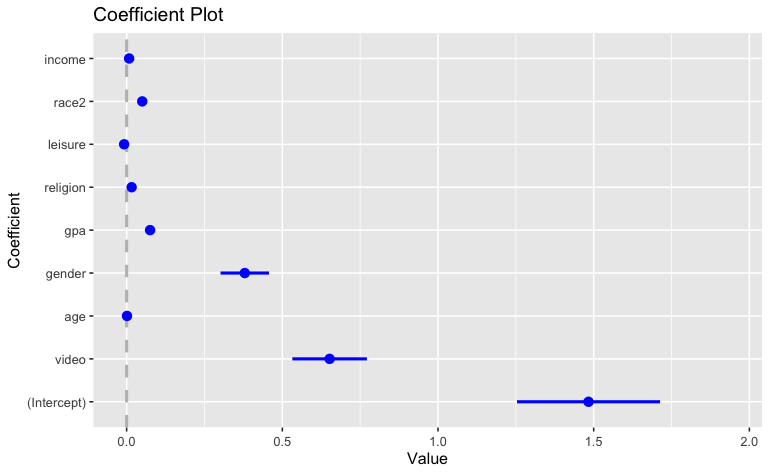 Coefficient Plot
Coefficient
income
race2
leisure
religion
gpa
gender
age
video
(Intercept)
0.0 0.5 1.0 1.5 2.0
Value